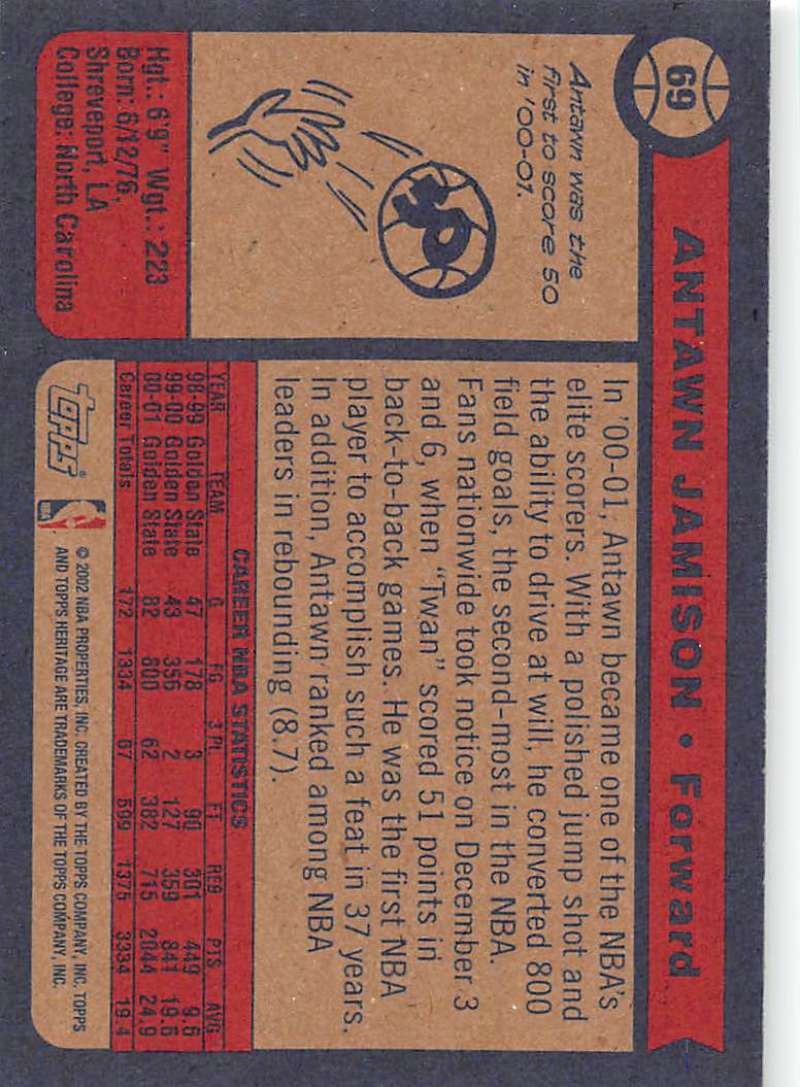 69
ANTAWN JAMISON • Forward
Antawn was the
first to score 50
in '00-01.
50
Hgt.: 6'9" Wgt.: 223
Born: 6/12/76,
Shreveport, LA
College: North Carolina
In '00-01, Antawn became one of the NBA's
elite scorers. With a polished jump shot and
the ability to drive at will, he converted 800
field goals, the second-most in the NBA.
Fans nationwide took notice on December 3
and 6, when "Twan" scored 51 points in
back-to-back games. He was the first NBA
player to accomplish such a feat in 37 years.
In addition, Antawn ranked among NBA
leaders in rebounding (8.7).
CAREER NBA STATISTICS
YEAR TEAM G FG 3 PT FT REB PTS AVG
98-99 Golden State 47 178 3 90 301 449 9.6
99-00 Golden State 43 356 2 127 359 841 19.6
00-01 Golden State 82 800 62 382 715 2044 24.9
Career Totals 172 1334 67 599 1375 3334 19.4
Topps ®
NBA
© 2002 NBA PROPERTIES, INC. CREATED BY THE TOPPS COMPANY, INC. TOPPS
AND TOPPS HERITAGE ARE TRADEMARKS OF THE TOPPS COMPANY, INC.